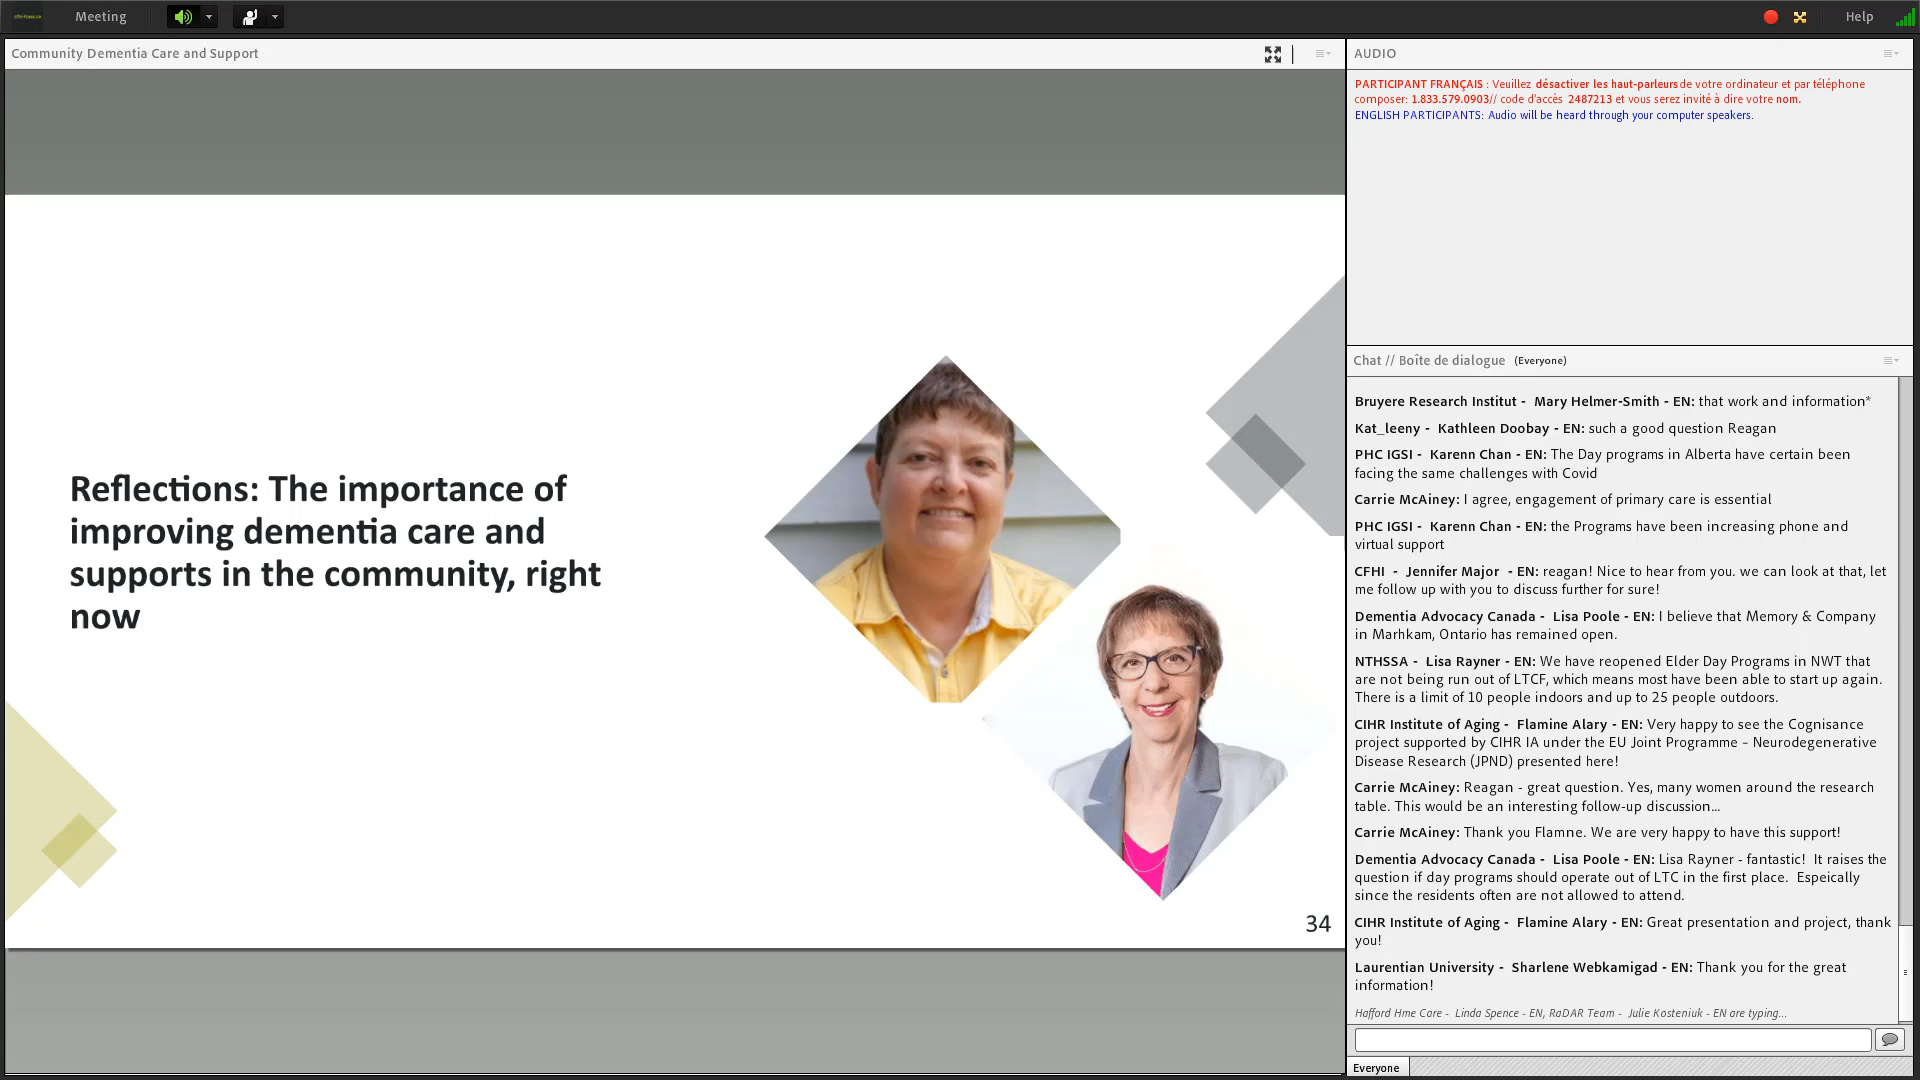 Meeting
Help
Community Dementia Care and Support
Reflections: The importance of
improving dementia care and
supports in the community, right
now
34
AUDIO
PARTICIPANT FRANÇAIS : Veuillez désactiver les haut-parleurs de votre ordinateur et par téléphone
composer: 1.833.579.0903// code d'accès 2487213 et vous serez invité à dire votre nom.
ENGLISH PARTICIPANTS: Audio will be heard through your computer speakers.
Chat // Boîte de dialogue (Everyone)
Bruyere Research Institut - Mary Helmer-Smith - EN: that work and information*
Kat_leeny - Kathleen Doobay - EN: such a good question Reagan
PHC IGSI - Karenn Chan - EN: The Day programs in Alberta have certain been
facing the same challenges with Covid
Carrie McAiney: I agree, engagement of primary care is essential
PHC IGSI - Karenn Chan - EN: the Programs have been increasing phone and
virtual support
CFHI - Jennifer Major - EN: reagan! Nice to hear from you. we can look at that, let
me follow up with you to discuss further for sure!
Dementia Advocacy Canada - Lisa Poole - EN: I believe that Memory & Company
in Marhkam, Ontario has remained open.
NTHSSA - Lisa Rayner - EN: We have reopened Elder Day Programs in NWT that
are not being run out of LTCF, which means most have been able to start up again.
There is a limit of 10 people indoors and up to 25 people outdoors.
CIHR Institute of Aging - Flamine Alary - EN: Very happy to see the Cognisance
project supported by CIHR IA under the EU Joint Programme – Neurodegenerative
Disease Research (JPND) presented here!
Carrie McAiney: Reagan - great question. Yes, many women around the research
table. This would be an interesting follow-up discussion...
Carrie McAiney: Thank you Flamne. We are very happy to have this support!
Dementia Advocacy Canada - Lisa Poole - EN: Lisa Rayner - fantastic! It raises the
question if day programs should operate out of LTC in the first place. Espeically
since the residents often are not allowed to attend.
CIHR Institute of Aging - Flamine Alary - EN: Great presentation and project, thank
you!
Laurentian University - Sharlene Webkamigad - EN: Thank you for the great
information!
Hafford Hme Care - Linda Spence - EN, RaDAR Team - Julie Kosteniuk - EN are typing...
Everyone